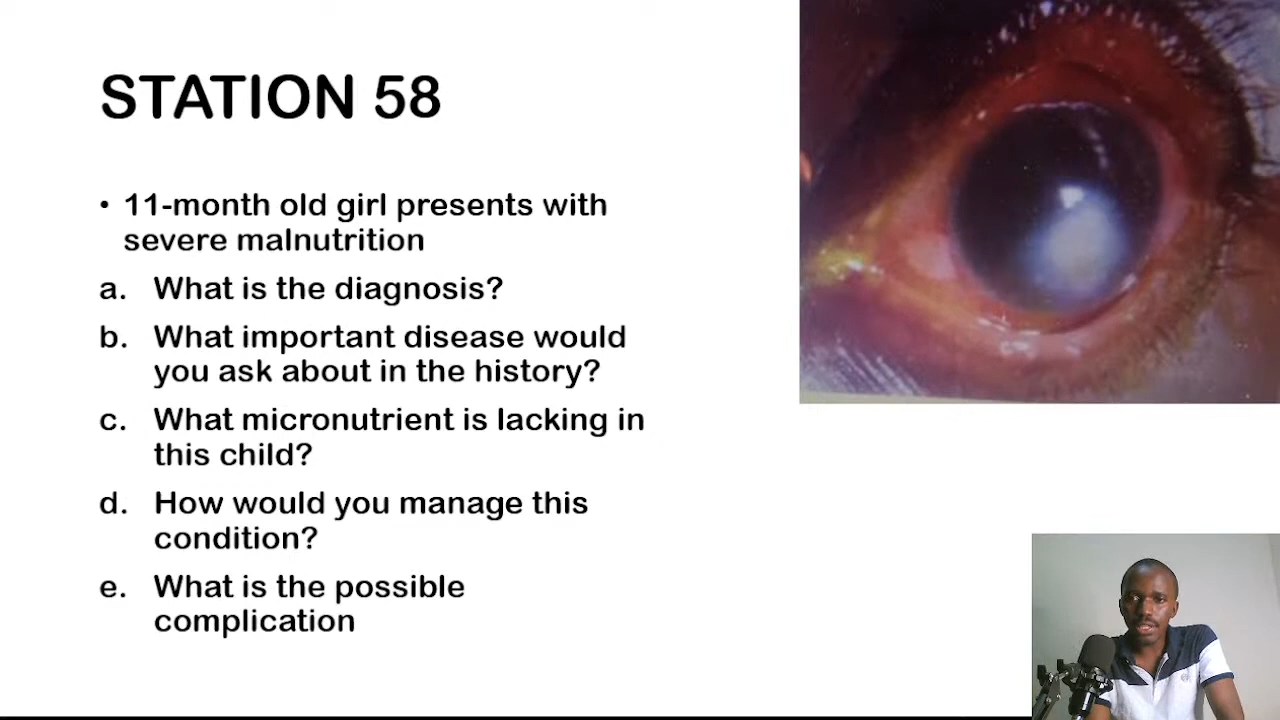 STATION 58
• 11-month old girl presents with
severe malnutrition
a. What is the diagnosis?
b. What important disease would
you ask about in the history?
c. What micronutrient is lacking in
this child?
d. How would you manage this
condition?
e. What is the possible
complication